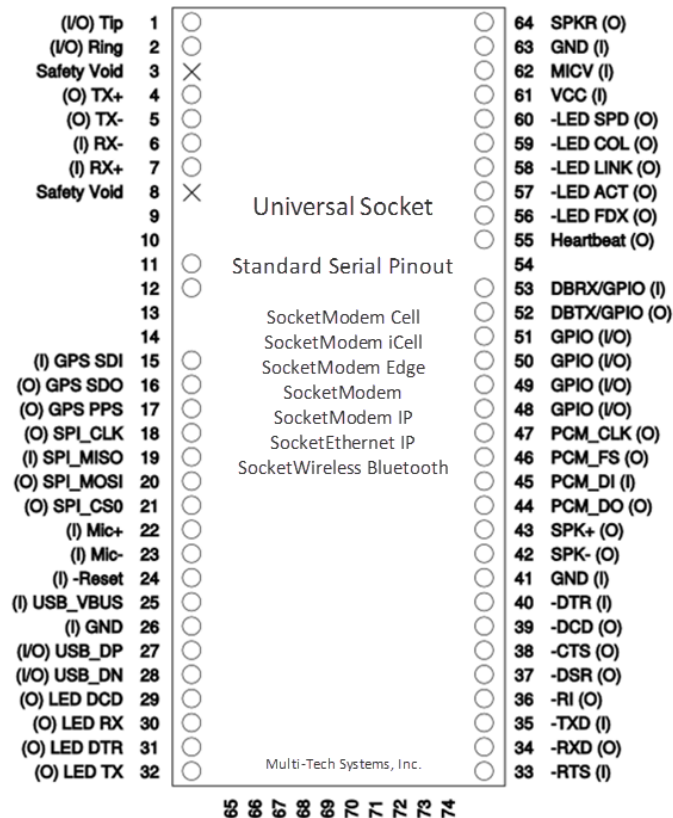 (I/O) Tip 1
(I/O) Ring 2
Safety Void 3
(O) TX+ 4
(O) TX- 5
(I) RX- 6
(I) RX+ 7
Safety Void 8
9
10
11
12
13
14
(I) GPS SDI 15
(O) GPS SDO 16
(O) GPS PPS 17
(O) SPI_CLK 18
(I) SPI_MISO 19
(O) SPI_MOSI 20
(O) SPI_CS0 21
(I) Mic+ 22
(I) Mic- 23
(I) -Reset 24
(I) USB_VBUS 25
(I) GND 26
(I/O) USB_DP 27
(I/O) USB_DN 28
(O) LED DCD 29
(O) LED RX 30
(O) LED DTR 31
(O) LED TX 32
Universal Socket
Standard Serial Pinout
SocketModem Cell
SocketModem iCell
SocketModem Edge
SocketModem
SocketModem IP
SocketEthernet IP
SocketWireless Bluetooth
Multi-Tech Systems, Inc.
64 SPKR (O)
63 GND (I)
62 MICV (I)
61 VCC (I)
60 -LED SPD (O)
59 -LED COL (O)
58 -LED LINK (O)
57 -LED ACT (O)
56 -LED FDX (O)
55 Heartbeat (O)
54
53 DBRX/GPIO (I)
52 DBTX/GPIO (O)
51 GPIO (I/O)
50 GPIO (I/O)
49 GPIO (I/O)
48 GPIO (I/O)
47 PCM_CLK (O)
46 PCM_FS (O)
45 PCM_DI (I)
44 PCM_DO (O)
43 SPK+ (O)
42 SPK- (O)
41 GND (I)
40 -DTR (I)
39 -DCD (O)
38 -CTS (O)
37 -DSR (O)
36 -RI (O)
35 -TXD (I)
34 -RXD (O)
33 -RTS (I)
65 66 67 68 69 70 71 72 73 74